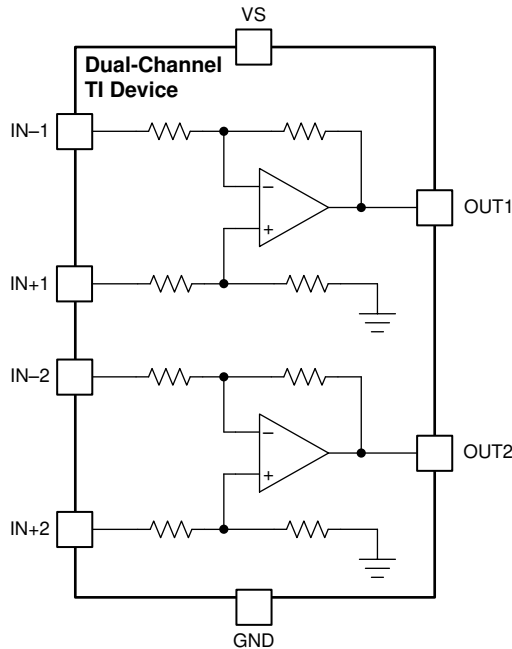 VS
Dual-Channel
TI Device
IN–1
−
OUT1
+
IN+1
IN–2
−
OUT2
+
IN+2
GND